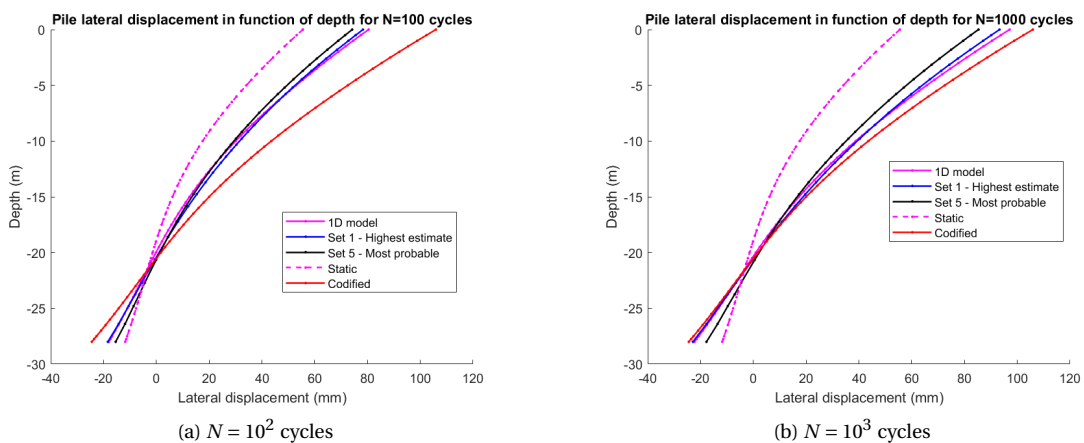 Pile lateral displacement in function of depth for N=100 cycles
0
-5
-10
-15
-20
-25
-30
Depth (m)
-40 -20 0 20 40 60 80 100 120
Lateral displacement (mm)
1D model
Set 1 - Highest estimate
Set 5 - Most probable
Static
Codified
(a) N = 10² cycles
Pile lateral displacement in function of depth for N=1000 cycles
0
-5
-10
-15
-20
-25
-30
Depth (m)
-40 -20 0 20 40 60 80 100 120
Lateral displacement (mm)
1D model
Set 1 - Highest estimate
Set 5 - Most probable
Static
Codified
(b) N = 10³ cycles